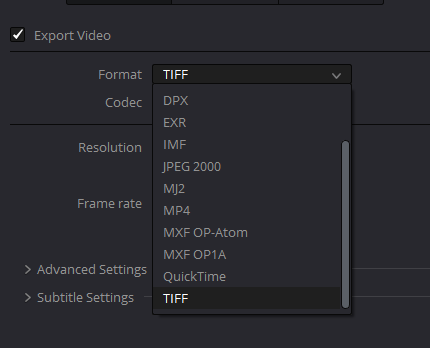 Export Video
Format TIFF
Codec
DPX
EXR
Resolution
IMF
JPEG 2000
MJ2
Frame rate
MP4
MXF OP-Atom
MXF OP1A
Advanced Settings
QuickTime
Subtitle Settings
TIFF